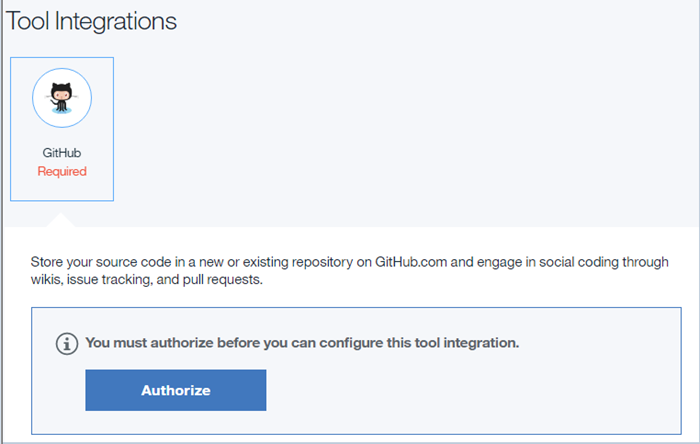 Tool Integrations
GitHub
Required
Store your source code in a new or existing repository on GitHub.com and engage in social coding through
wikis, issue tracking, and pull requests.
You must authorize before you can configure this tool integration.
Authorize